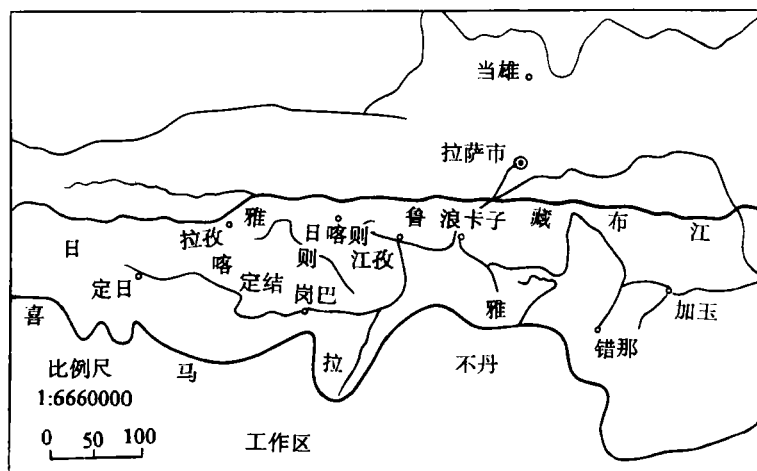 当雄
拉萨市
雅鲁藏布江
日喀则
拉孜
日喀则
江孜
浪卡子
定日
定结
岗巴
雅
加玉
错那
喜马拉雅
不丹
比例尺
1:6660000
0 50 100
工作区